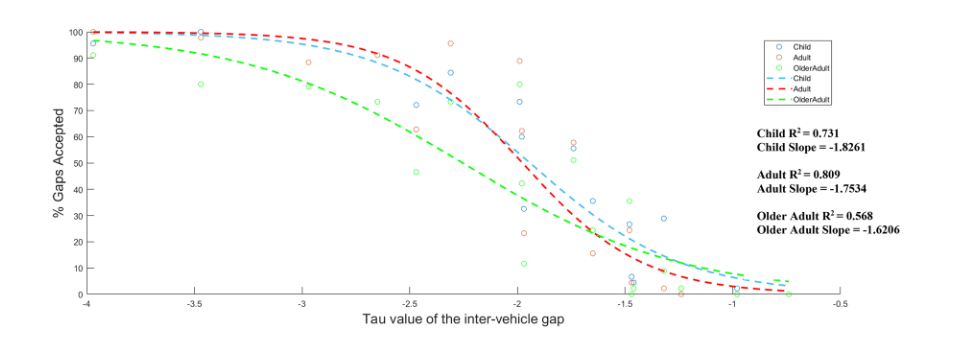 100
90
80
70
60
50
40
30
20
10
0
% Gaps Accepted
-4
-3.5
-3
-2.5
-2
-1.5
-1
-0.5
Tau value of the inter-vehicle gap
Child
Adult
OlderAdult
Child
Adult
OlderAdult
Child R² = 0.731
Child Slope = -1.8261
Adult R² = 0.809
Adult Slope = -1.7534
Older Adult R² = 0.568
Older Adult Slope = -1.6206